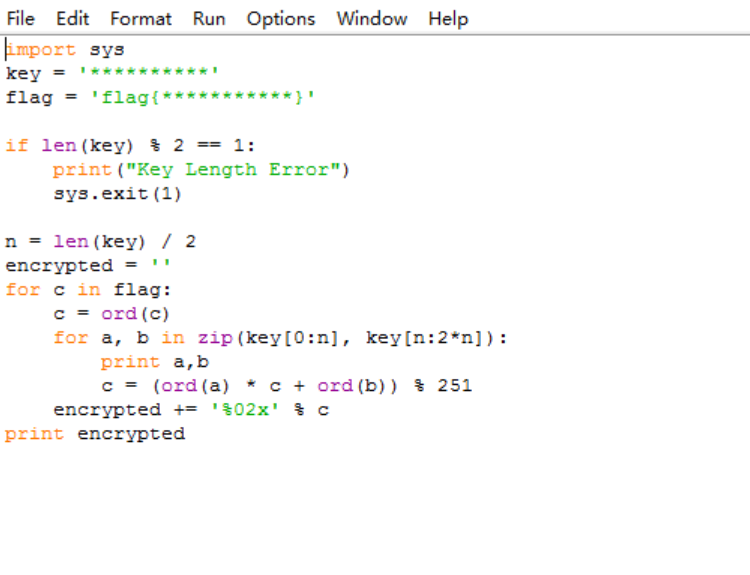 File Edit Format Run Options Window Help
import sys
key = '**********'
flag = 'flag{***********}'
if len(key) % 2 == 1:
    print("Key Length Error")
    sys.exit(1)
n = len(key) / 2
encrypted = ''
for c in flag:
    c = ord(c)
    for a, b in zip(key[0:n], key[n:2*n]):
        print a,b
        c = (ord(a) * c + ord(b)) % 251
    encrypted += '%02x' % c
print encrypted